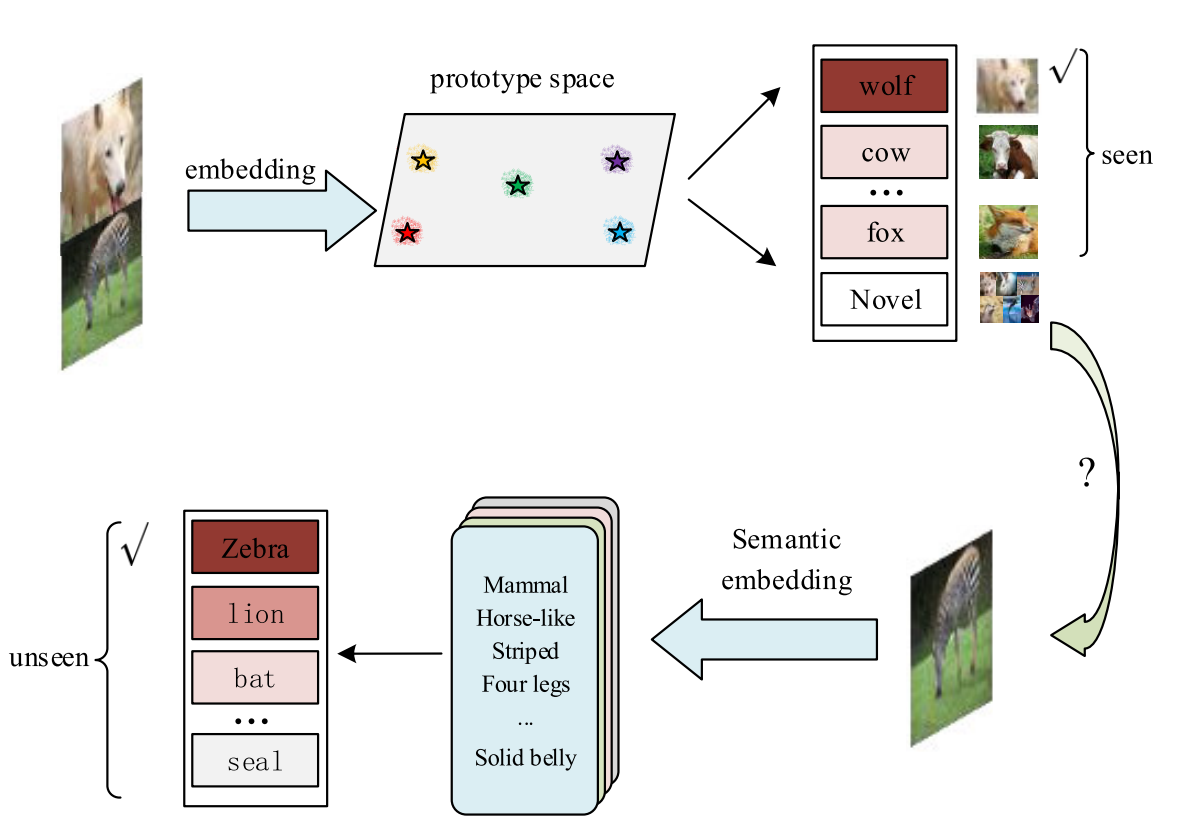 prototype space
embedding
wolf
cow
...
fox
Novel
√
seen
?
Semantic
embedding
Mammal
Horse-like
Striped
Four legs
...
Solid belly
Zebra
lion
bat
...
seal
√
unseen